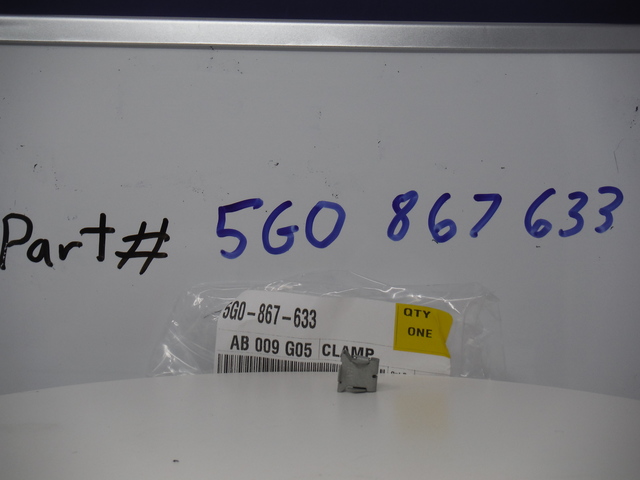 Part# 5G0 867 633
5G0-867-633
QTY
ONE
AB 009 G05 CLAMP